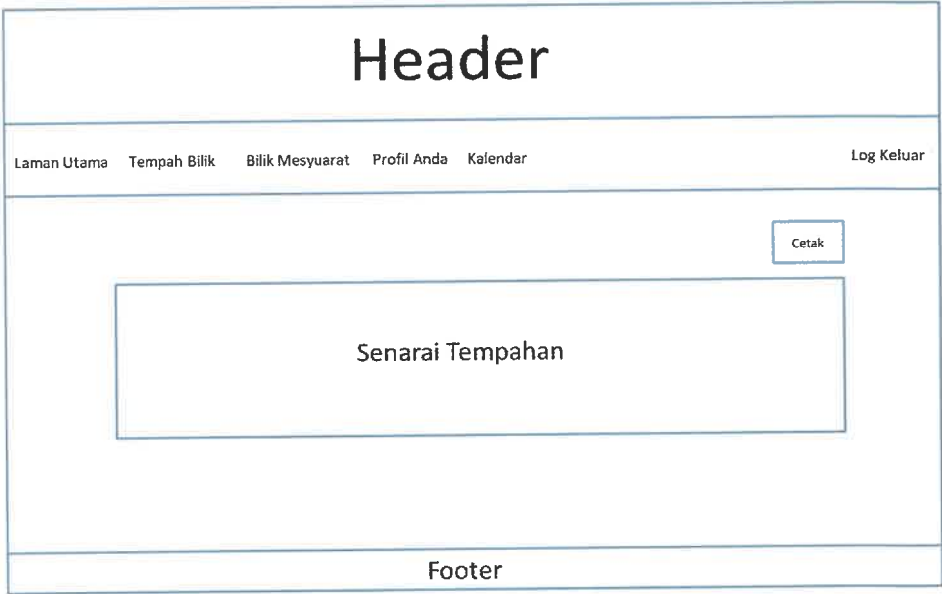 Header
Laman Utama Tempah Bilik Bilik Mesyuarat Profil Anda Kalendar Log Keluar
Cetak
Senarai Tempahan
Footer